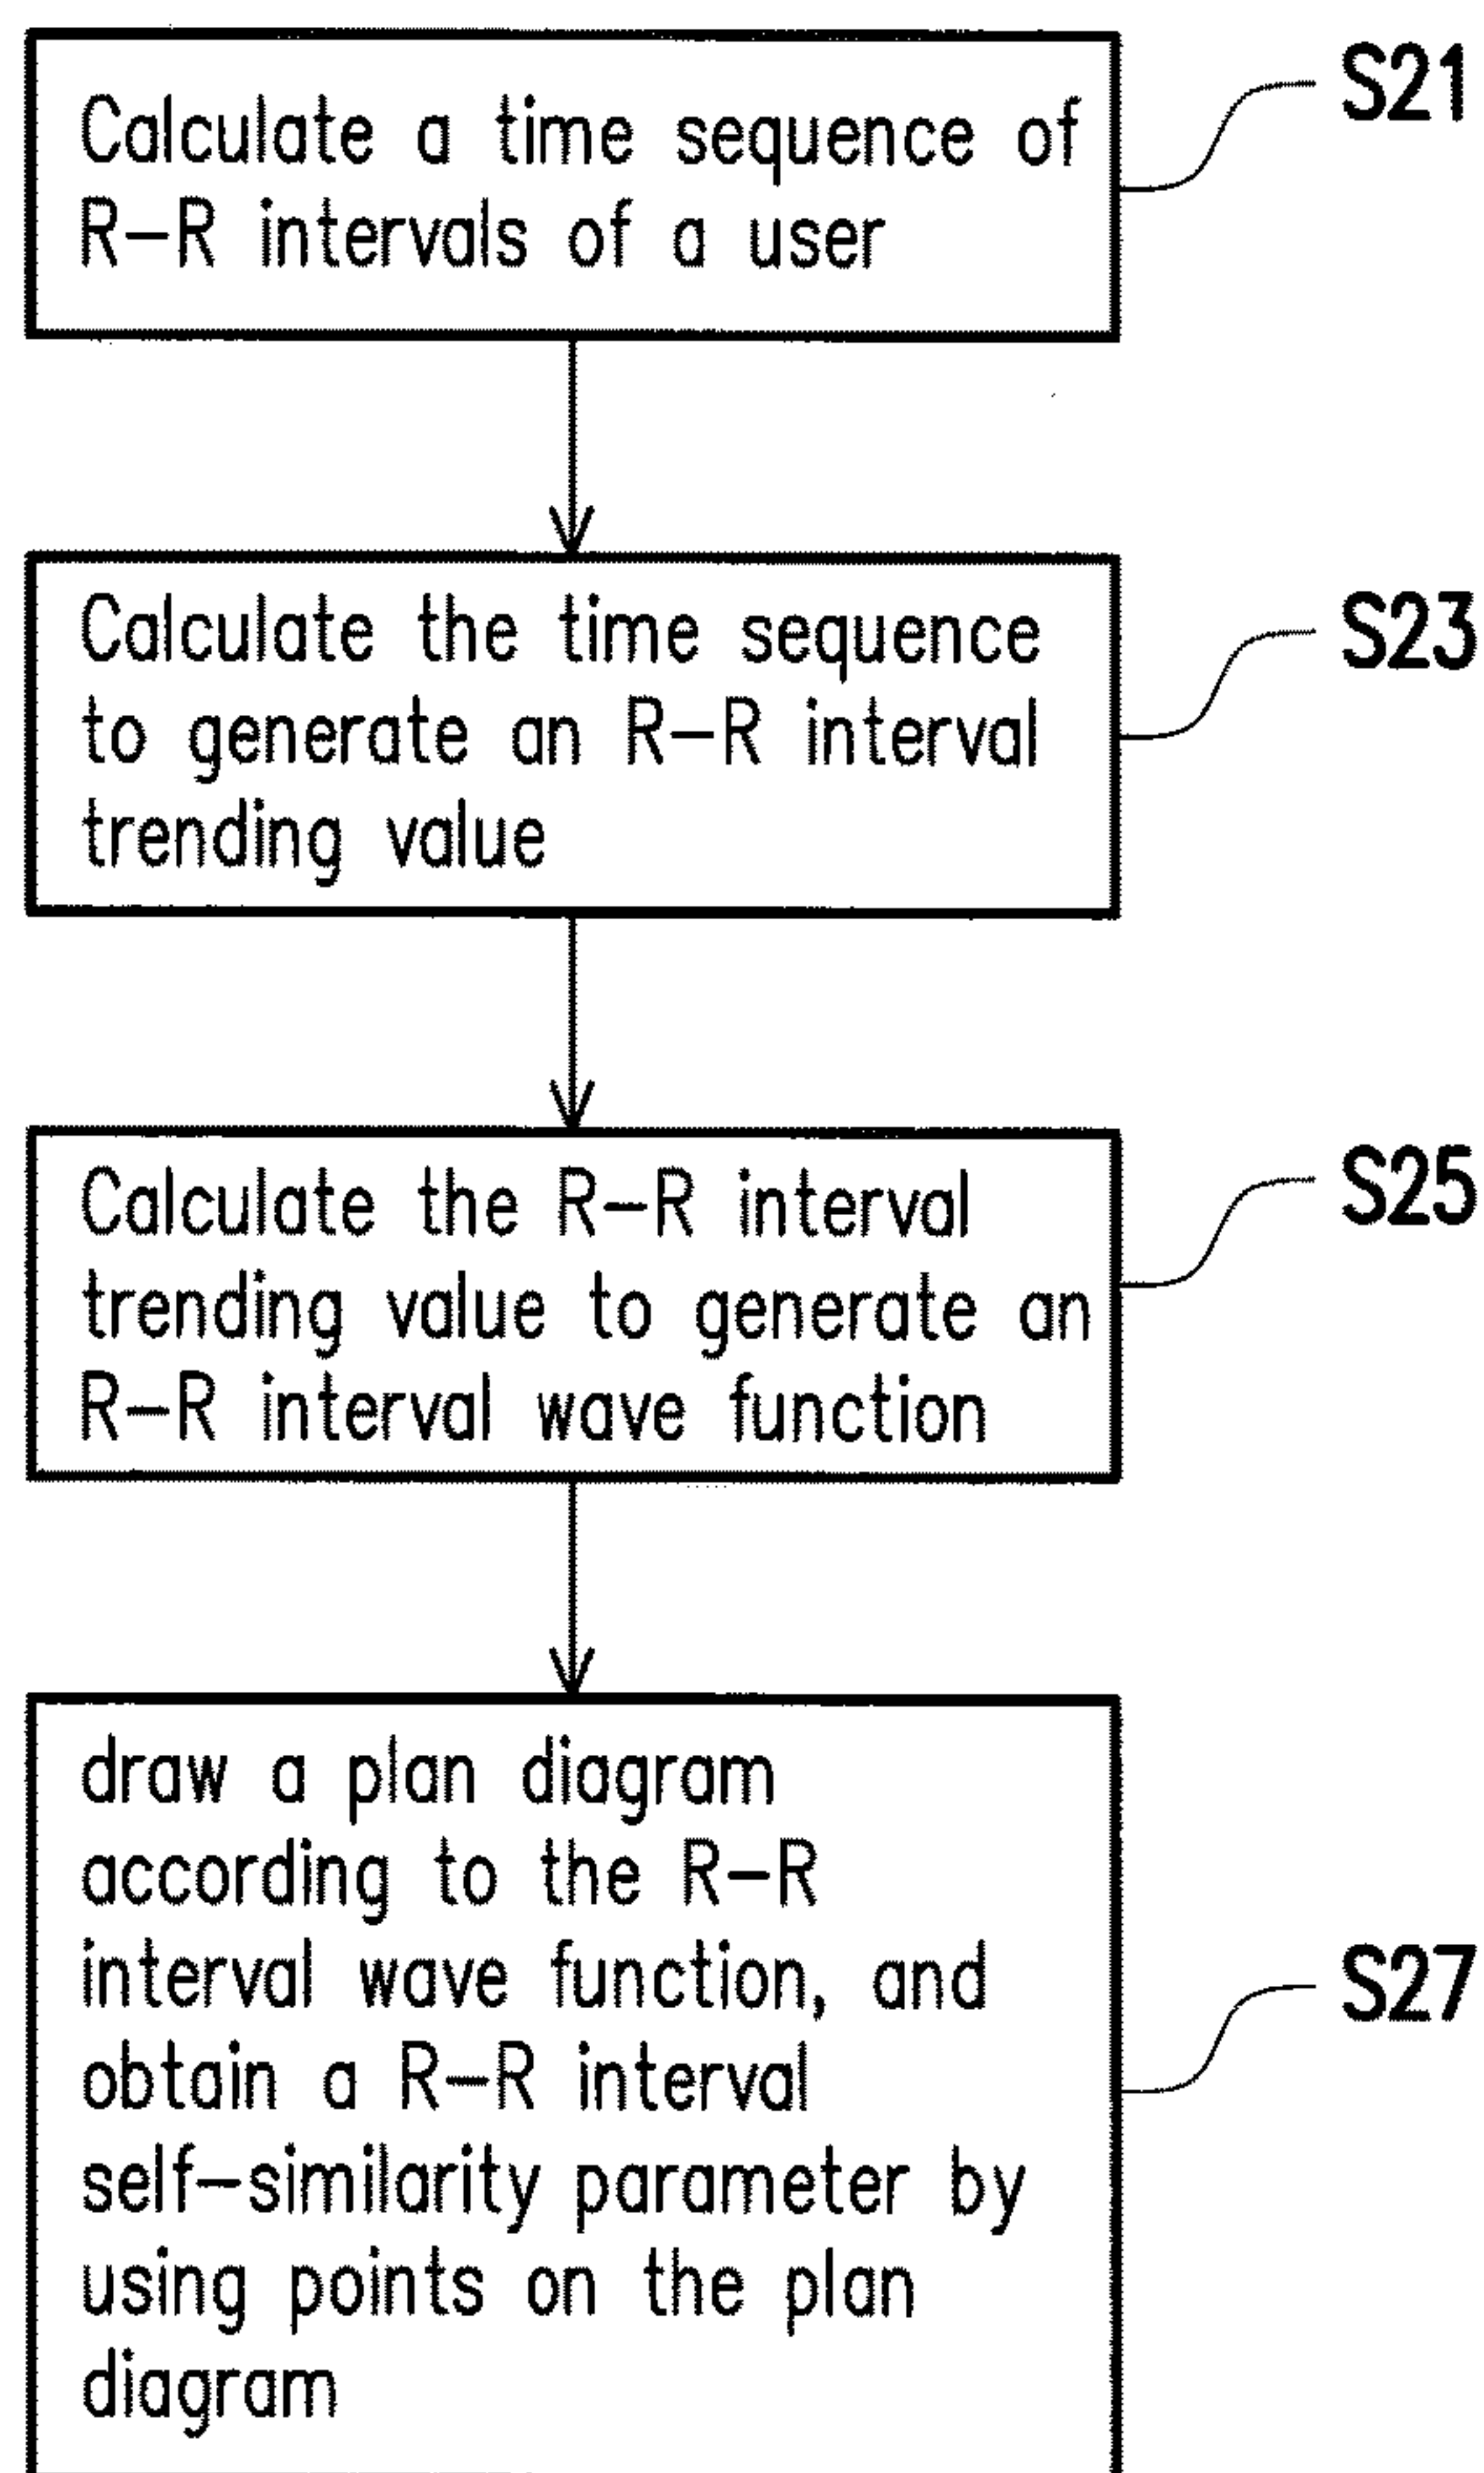 Calculate a time sequence of
R-R intervals of a user
S21
Calculate the time sequence
to generate an R-R interval
trending value
S23
Calculate the R-R interval
trending value to generate an
R-R interval wave function
S25
draw a plan diagram
according to the R-R
interval wave function, and
obtain a R-R interval
self-similarity parameter by
using points on the plan
diagram
S27